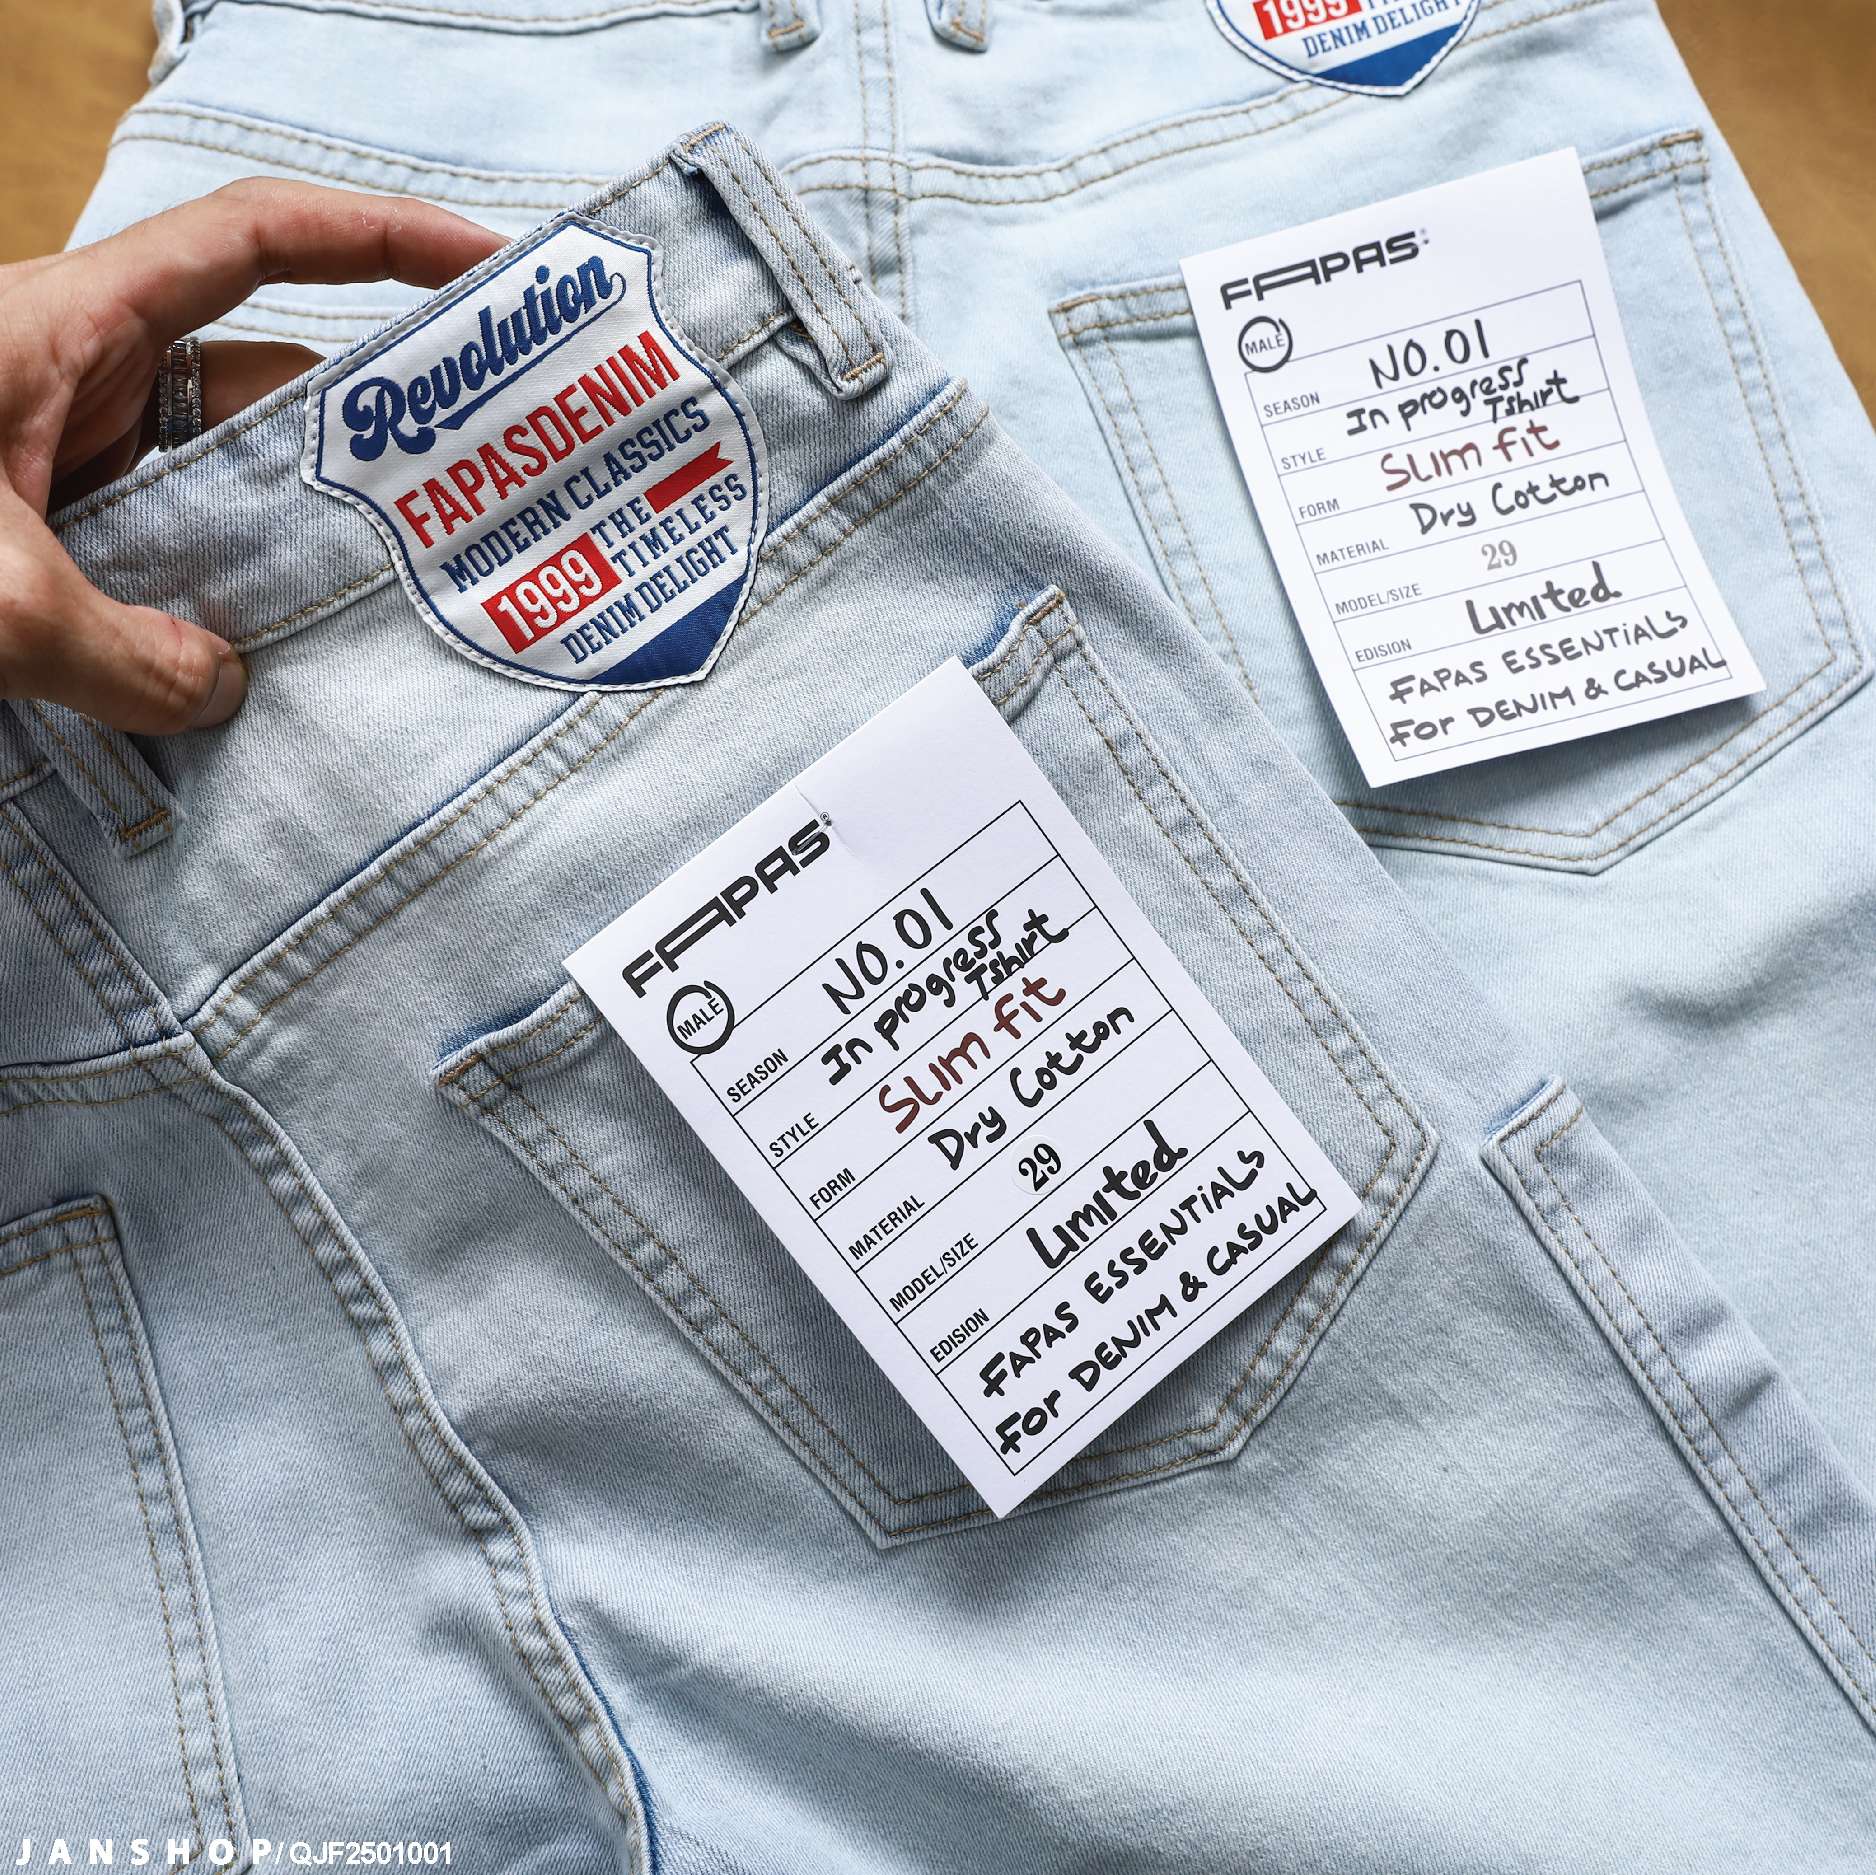 1999 TIMELESS
DENIM DELIGHT
Revolution
FAPASDENIM
MODERN CLASSICS
1999 THE
TIMELESS
DENIM DELIGHT
FAPAS®
MALE
SEASON NO.01
STYLE In progress Tshirt
FORM SLIM fit
MATERIAL Dry Cotton
MODEL/SIZE 29
EDISION Limited
FAPAS ESSENTIALS
For DENIM & CASUAL
FAPAS®
MALE
SEASON NO.01
STYLE In progress Tshirt
FORM SLIM fit
MATERIAL Dry Cotton
MODEL/SIZE 29
EDISION Limited
FAPAS ESSENTIALS
For DENIM & CASUAL
JANSHOP/QJF2501001